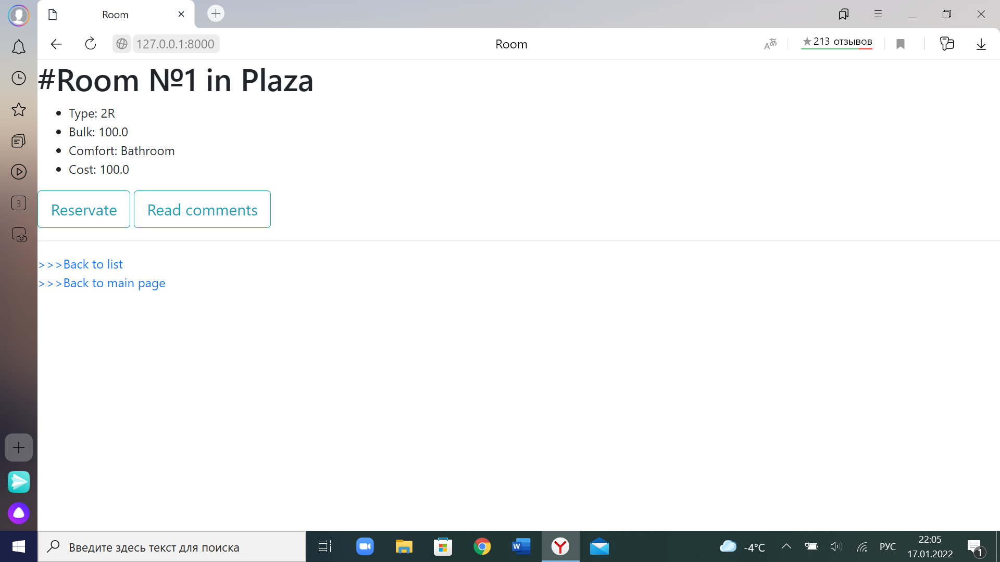 Room
127.0.0.1:8000
Room
213 отзывов
#Room №1 in Plaza
Type: 2R
Bulk: 100.0
Comfort: Bathroom
Cost: 100.0
Reservate
Read comments
>>>Back to list
>>>Back to main page
3
Введите здесь текст для поиска
-4°C
РУС
22:05
17.01.2022
1